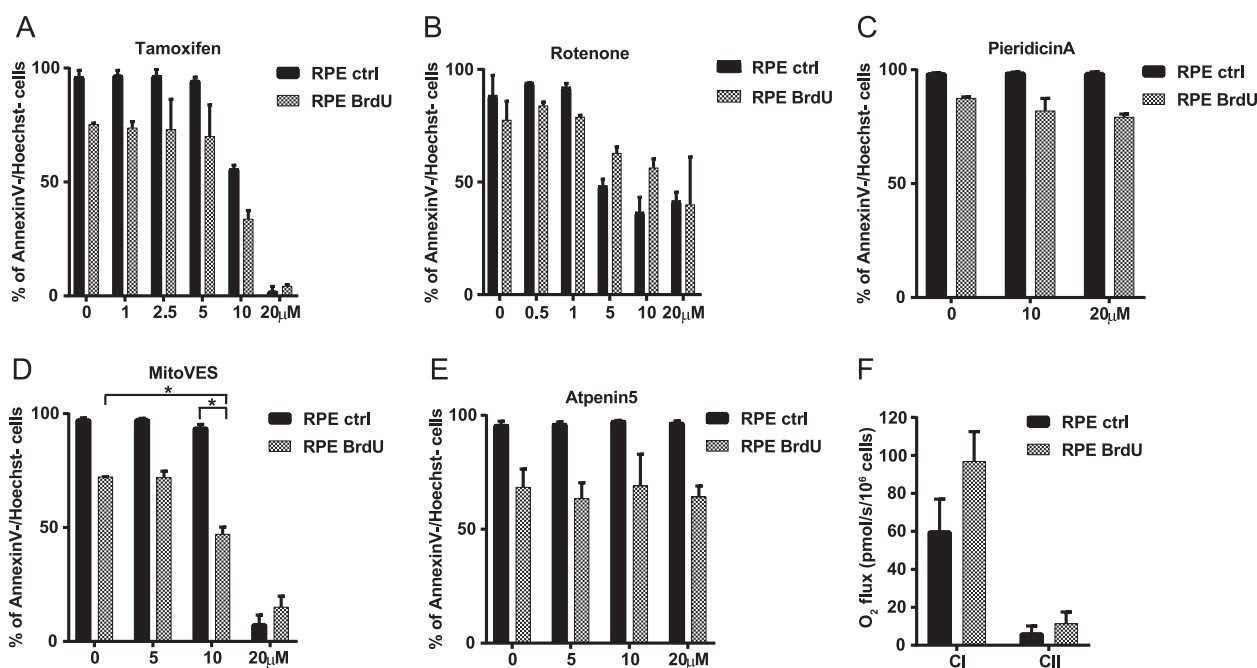 A
Tamoxifen
% of AnnexinV-/Hoechst- cells
100
50
0
0 1 2.5 5 10 20μM
RPE ctrl
RPE BrdU
B
Rotenone
% of AnnexinV-/Hoechst- cells
100
50
0
0 0.5 1 5 10 20μM
RPE ctrl
RPE BrdU
C
PieridicinA
% of AnnexinV-/Hoechst- cells
100
50
0
0 10 20μM
RPE ctrl
RPE BrdU
D
MitoVES
% of AnnexinV-/Hoechst- cells
100
50
0
0 5 10 20μM
*
*
RPE ctrl
RPE BrdU
E
Atpenin5
% of AnnexinV-/Hoechst- cells
100
50
0
0 5 10 20μM
RPE ctrl
RPE BrdU
F
O₂ flux (pmol/s/10⁶ cells)
120
100
80
60
40
20
0
CI CII
RPE ctrl
RPE BrdU